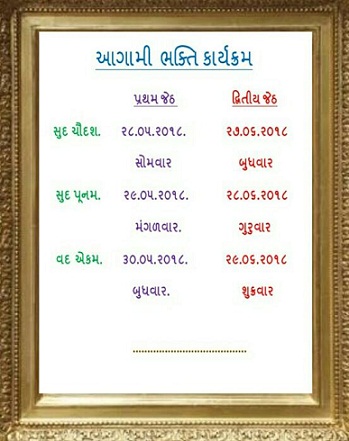 આગામી ભક્તિ કાર્યક્રમ
પ્રથમ જેઠ દ્વિતીય જેઠ
સુદ ચૌદશ. ૨૮.૦૫.૨૦૧૮. ૨૭.૦૬.૨૦૧૮
સોમવાર બુધવાર
સુદ પૂનમ. ૨૯.૦૫.૨૦૧૮. ૨૮.૦૬.૨૦૧૮
મંગળવાર. ગુરૂવાર
વદ એકમ. ૩૦.૦૫.૨૦૧૮ ૨૯.૦૬.૨૦૧૮
બુધવાર. શુક્રવાર
..................................